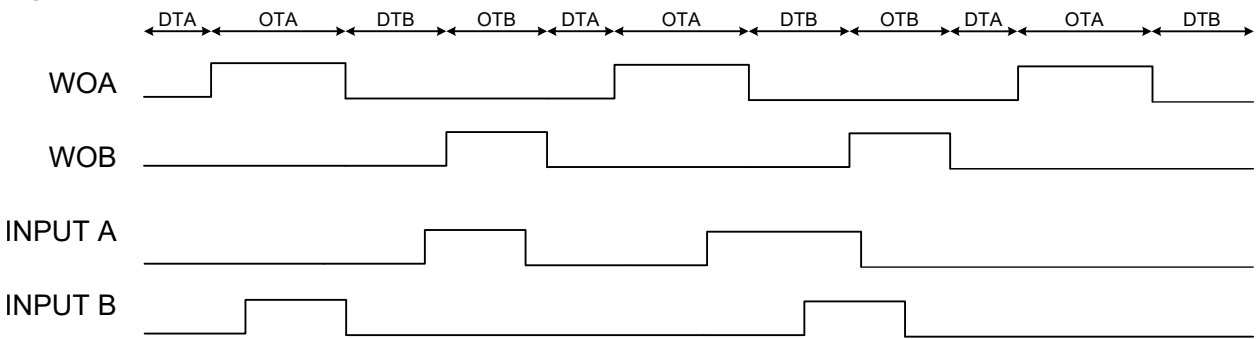 DTA OTA DTB OTB DTA OTA DTB OTB DTA OTA DTB
WOA
WOB
INPUT A
INPUT B